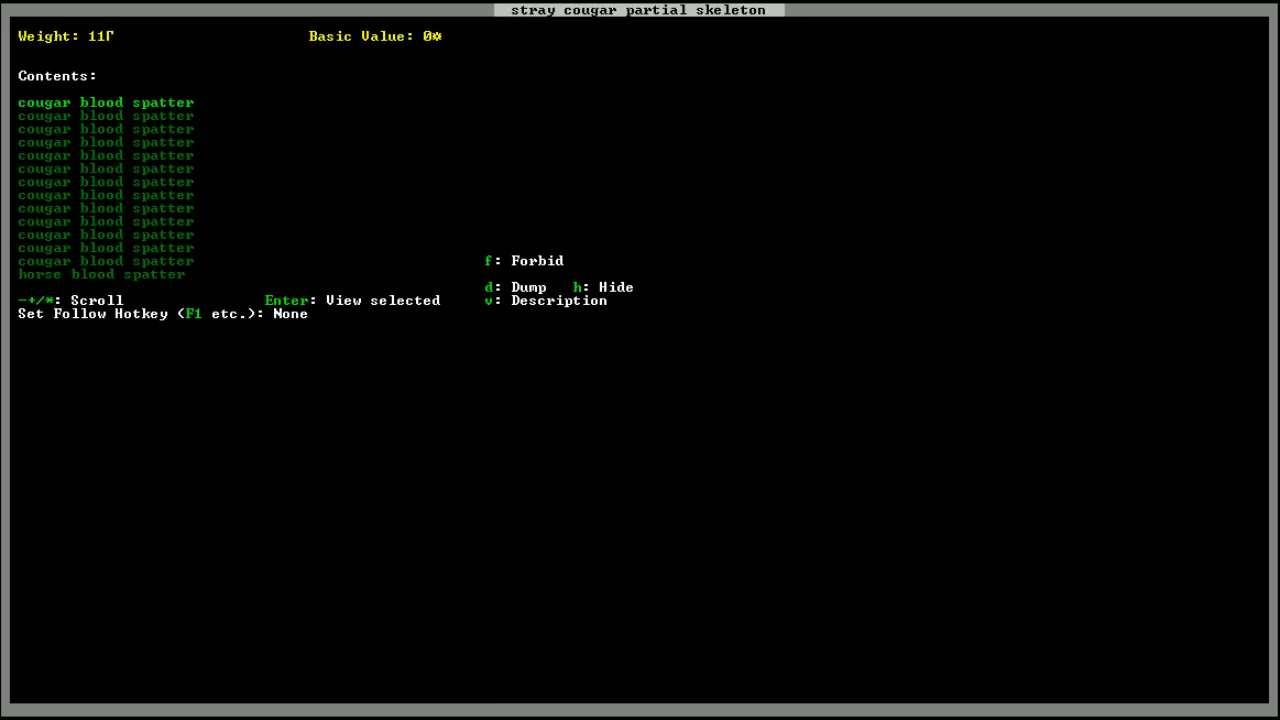 stray cougar partial skeleton
Weight: 11Γ Basic Value: 0☼
Contents:
cougar blood spatter
cougar blood spatter
cougar blood spatter
cougar blood spatter
cougar blood spatter
cougar blood spatter
cougar blood spatter
cougar blood spatter
cougar blood spatter
cougar blood spatter
cougar blood spatter
cougar blood spatter
cougar blood spatter f: Forbid
horse blood spatter
d: Dump h: Hide
-+/*: Scroll Enter: View selected v: Description
Set Follow Hotkey (F1 etc.): None